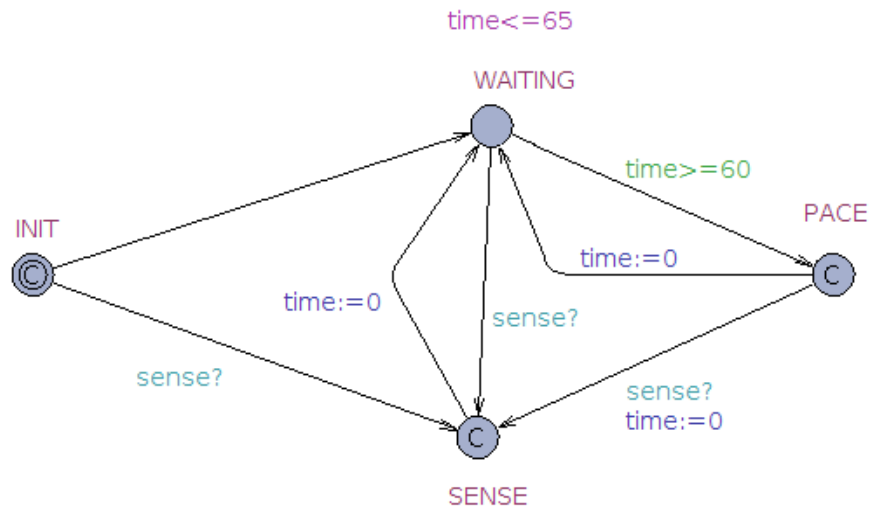 time<=65
WAITING
time>=60
PACE
INIT
C
time:=0
C
time:=0
sense?
sense?
sense?
time:=0
C
SENSE